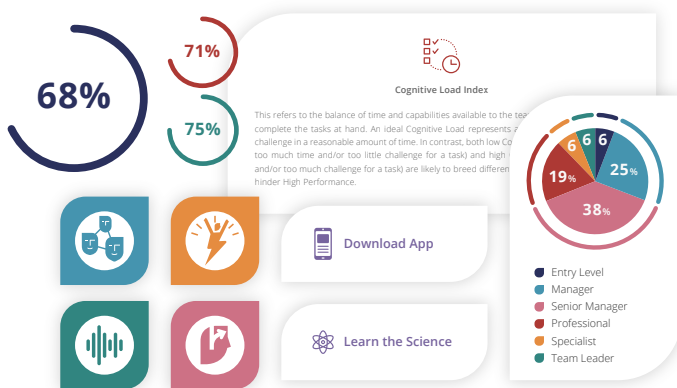 68%
71%
75%
Cognitive Load Index
This refers to the balance of time and capabilities available to the
complete the tasks at hand. An ideal Cognitive Load represents
challenge in a reasonable amount of time. In contrast, both low
too much time and/or too little challenge for a task) and high
and/or too much challenge for a task) are likely to breed
hinder High Performance.
Download App
Learn the Science
6
6
6
25%
19%
38%
Entry Level
Manager
Senior Manager
Professional
Specialist
Team Leader